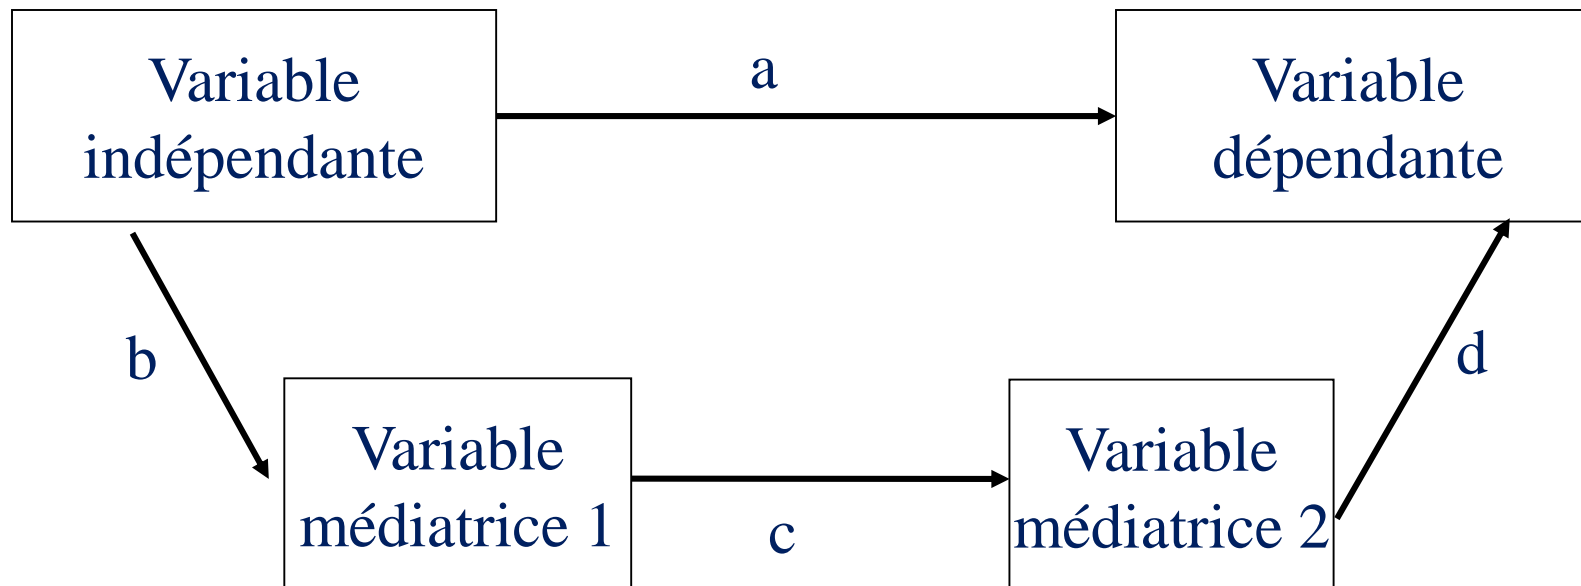 Variable
indépendante
a
Variable
dépendante
b
d
Variable
médiatrice 1
c
Variable
médiatrice 2